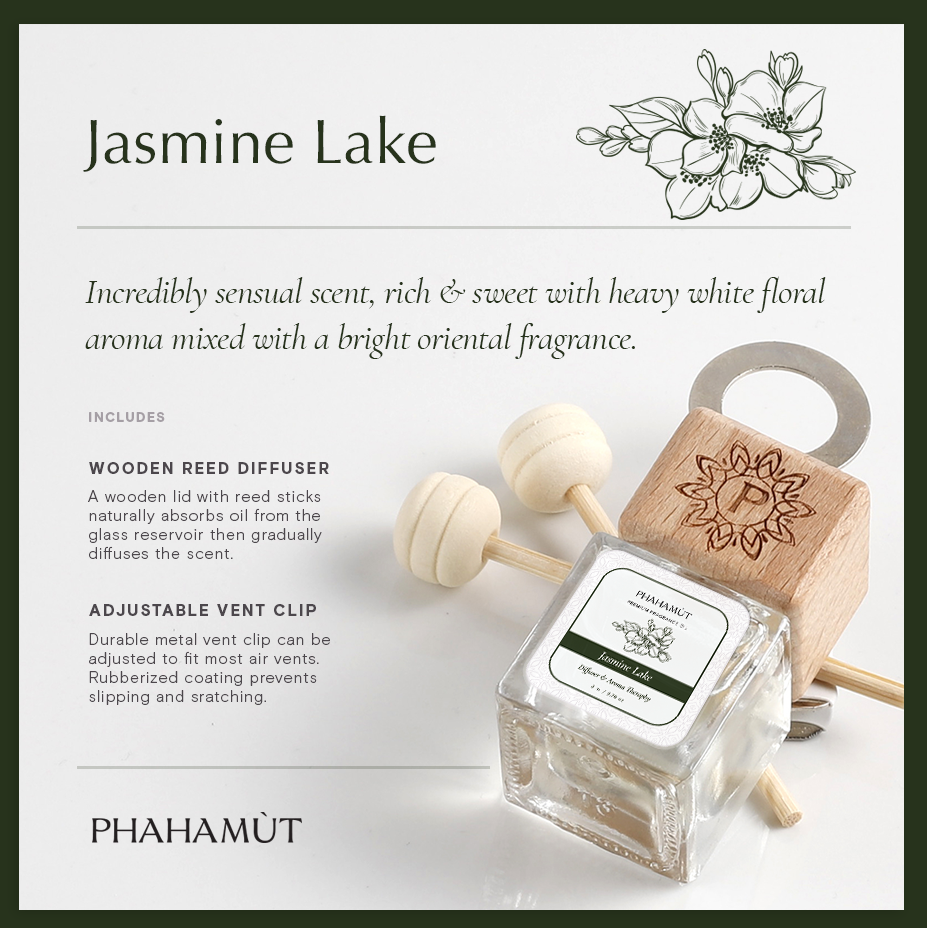 Jasmine Lake
Incredibly sensual scent, rich & sweet with heavy white floral
aroma mixed with a bright oriental fragrance.
INCLUDES
WOODEN REED DIFFUSER
A wooden lid with reed sticks
naturally absorbs oil from the
glass reservoir then gradually
diffuses the scent.
ADJUSTABLE VENT CLIP
Durable metal vent clip can be
adjusted to fit most air vents.
Rubberized coating prevents
slipping and sratching.
PHAHAMÙT
P
PHAHAMÙT
PREMIUM FRAGRANCE
Jasmine Lake
Diffuser & Aroma Theraphy